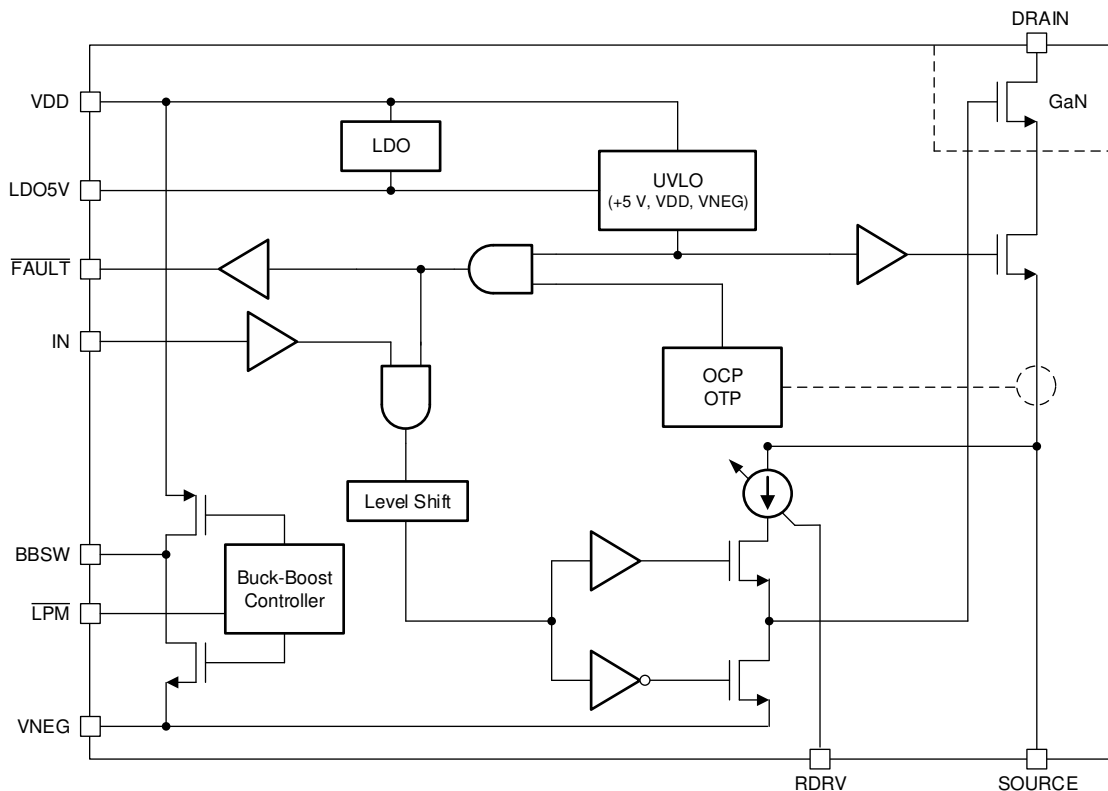 DRAIN
VDD
GaN
LDO
LDO5V
UVLO
(+5 V, VDD, VNEG)
FAULT
IN
OCP
OTP
Level Shift
BBSW
Buck-Boost
Controller
LPM
VNEG
RDRV
SOURCE